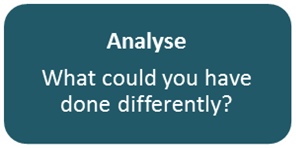 Analyse
What could you have
done differently?